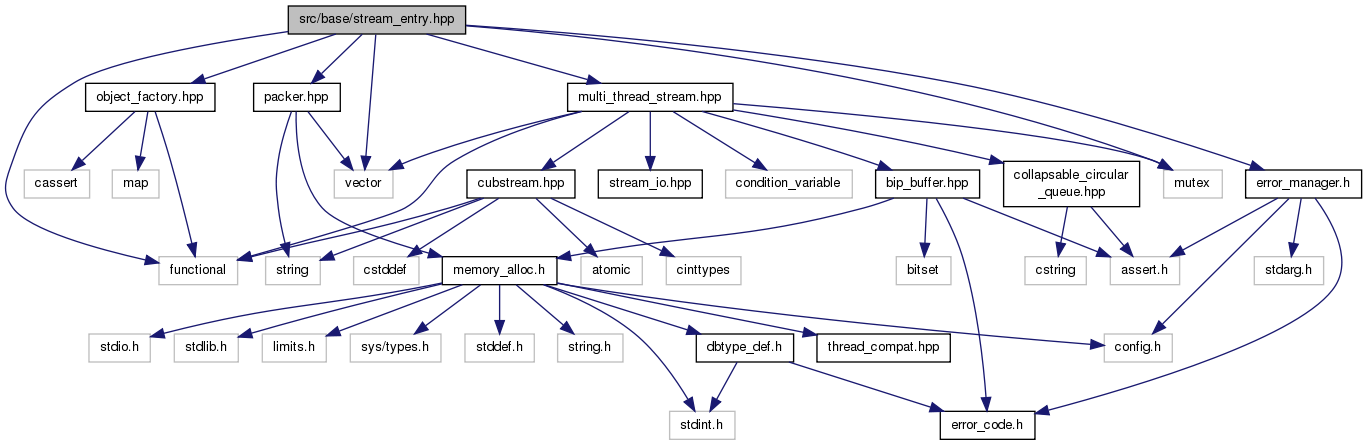 src/base/stream_entry.hpp
object_factory.hpp
packer.hpp
multi_thread_stream.hpp
cassert
map
vector
cubstream.hpp
stream_io.hpp
condition_variable
bip_buffer.hpp
collapsable_circular
_queue.hpp
mutex
error_manager.h
functional
string
cstddef
memory_alloc.h
atomic
cinttypes
bitset
cstring
assert.h
stdarg.h
stdio.h
stdlib.h
limits.h
sys/types.h
stddef.h
string.h
dbtype_def.h
thread_compat.hpp
config.h
stdint.h
error_code.h